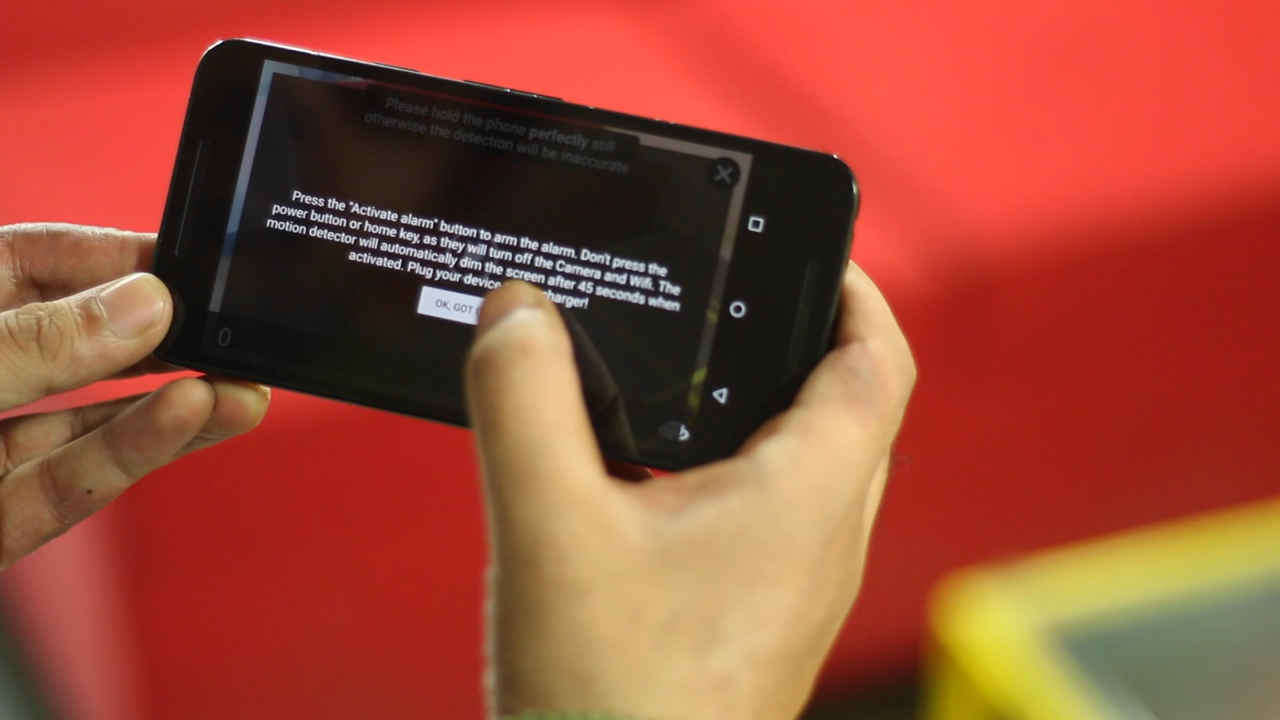 Please hold the phone perfectly still
otherwise the detection will be inaccurate
Press the "Activate alarm" button to arm the alarm. Don't press the
power button or home key, as they will turn off the Camera and Wifi. The
motion detector will automatically dim the screen after 45 seconds when
activated. Plug your device charger!
OK, GOT
0